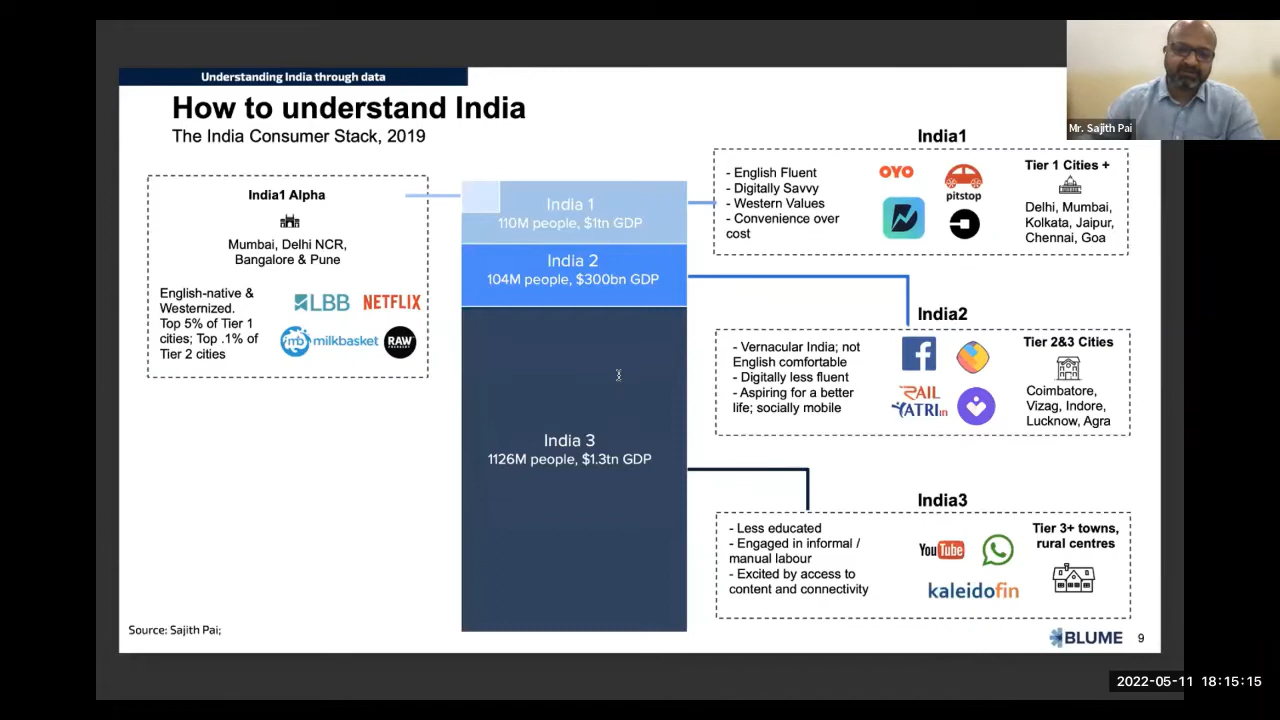 Understanding India through data
How to understand India
The India Consumer Stack, 2019
Mr. Sajith Pai
India1 Alpha
Mumbai, Delhi NCR,
Bangalore & Pune
English-native &
Westernized.
Top 5% of Tier 1
cities; Top .1% of
Tier 2 cities
LBB
NETFLIX
mb milkbasket
RAW
India 1
110M people, $1tn GDP
India 2
104M people, $300bn GDP
India 3
1126M people, $1.3tn GDP
India1
- English Fluent
- Digitally Savvy
- Western Values
- Convenience over
cost
OYO
pitstop
Tier 1 Cities +
Delhi, Mumbai,
Kolkata, Jaipur,
Chennai, Goa
India2
- Vernacular India; not
English comfortable
- Digitally less fluent
- Aspiring for a better
life; socially mobile
RAIL
YATRI.in
Tier 2&3 Cities
Coimbatore,
Vizag, Indore,
Lucknow, Agra
India3
- Less educated
- Engaged in informal /
manual labour
- Excited by access to
content and connectivity
YouTube
kaleidofin
Tier 3+ towns,
rural centres
Source: Sajith Pai;
BLUME
9
2022-05-11 18:15:15